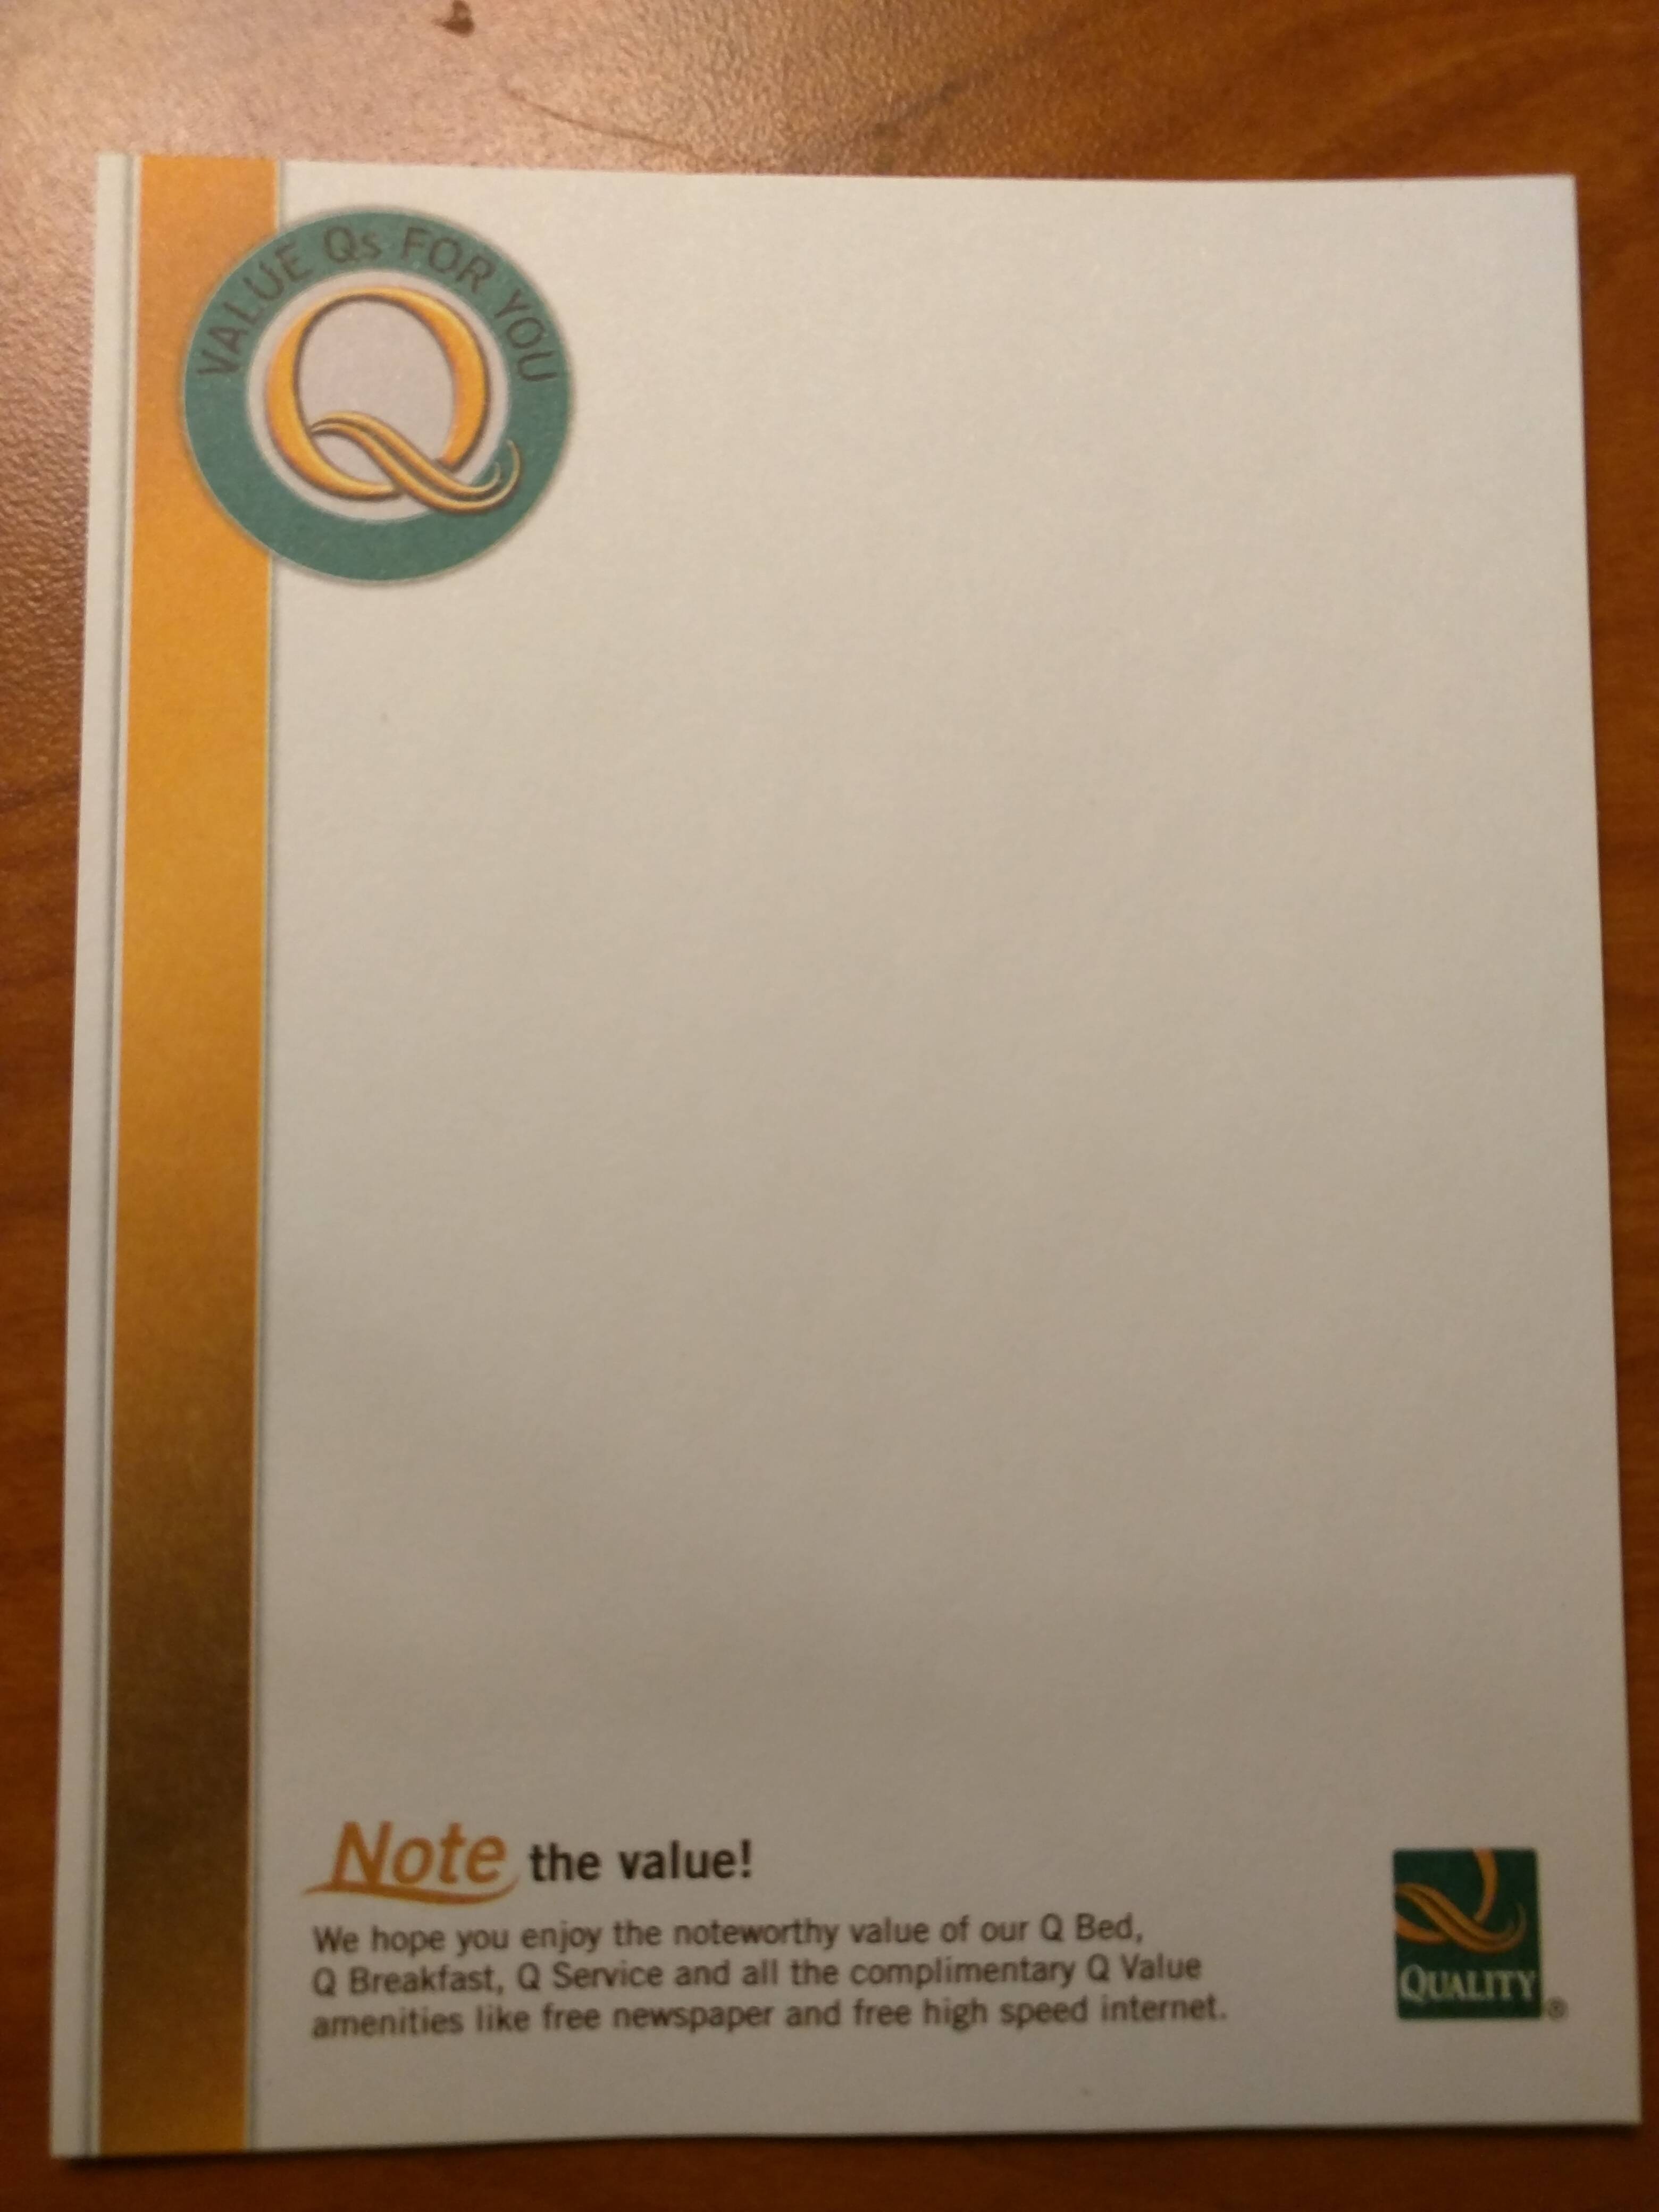 VALUE Qs FOR YOU
Q
Note the value!
We hope you enjoy the noteworthy value of our Q Bed,
Q Breakfast, Q Service and all the complimentary Q Value
amenities like free newspaper and free high speed internet.
QUALITY ®